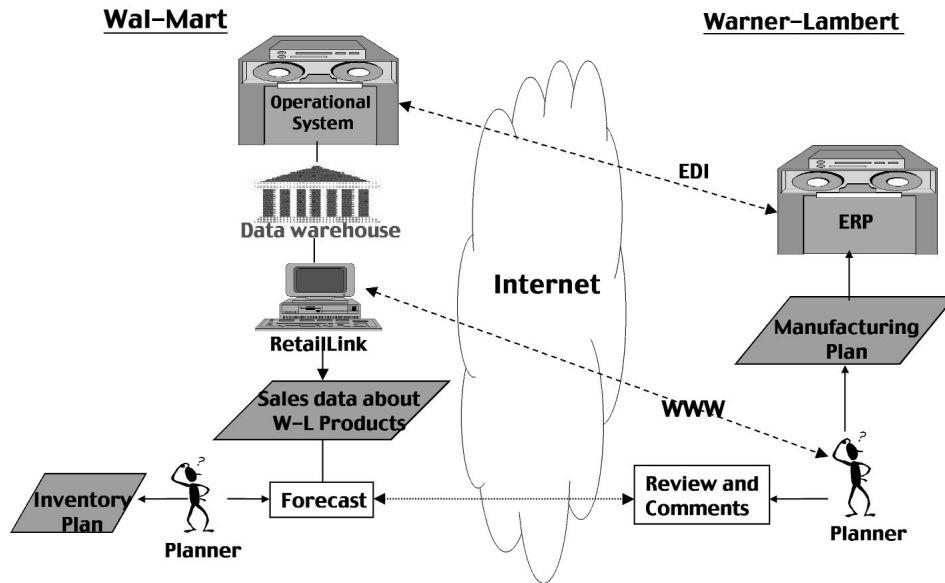 Wal-Mart
Warner-Lambert
Operational
System
EDI
ERP
Data warehouse
Internet
RetailLink
Manufacturing
Plan
Sales data about
W-L Products
WWW
?
?
Inventory
Plan
Forecast
Review and
Comments
Planner
Planner